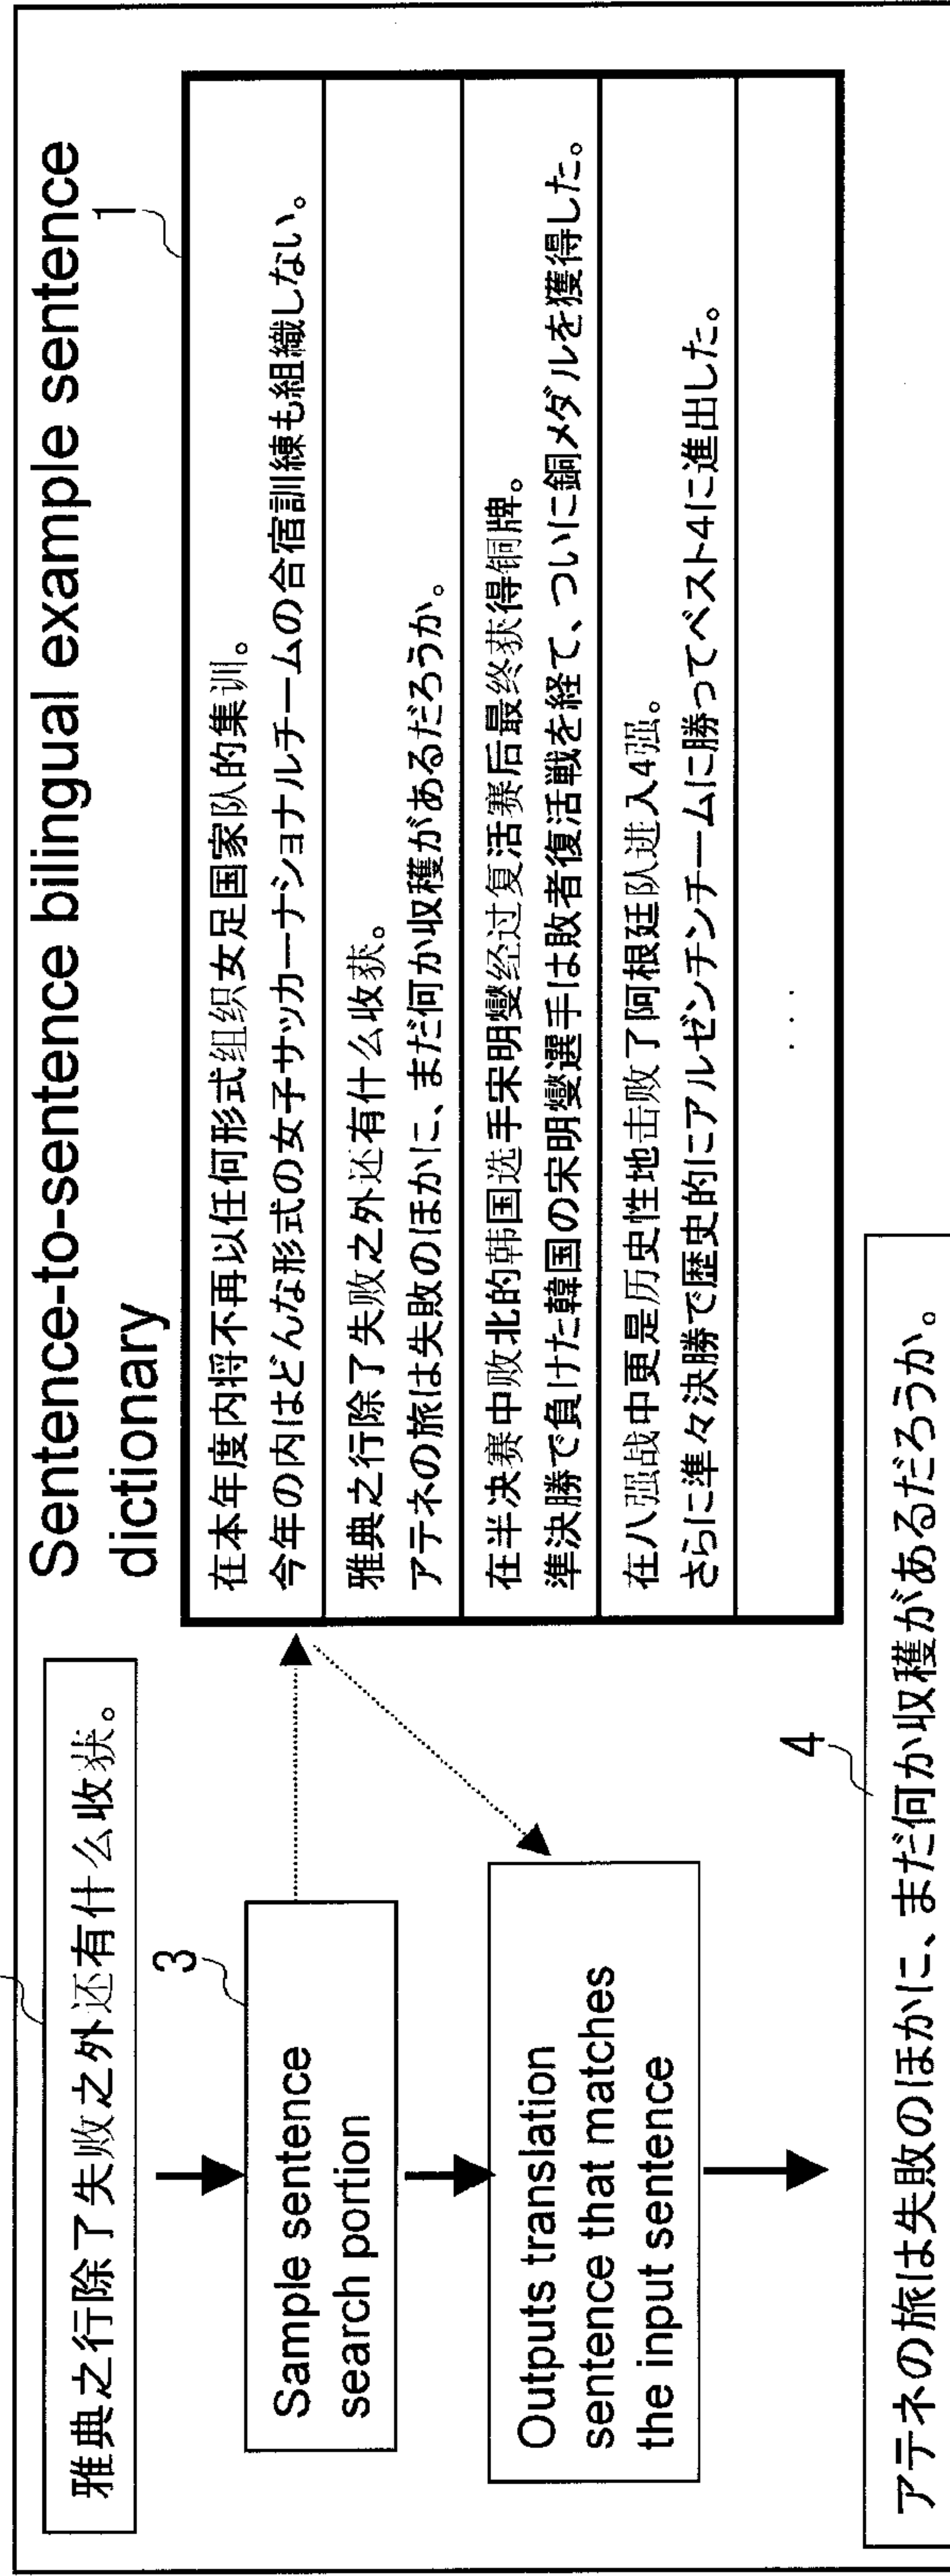 雅典之行除了失败之外还有什么收获。
3
Sample sentence
search portion
Outputs translation
sentence that matches
the input sentence
Sentence-to-sentence bilingual example sentence
dictionary
1
在本年度内将不再以任何形式组织女足国家队的集训。
今年の内はどんな形式の女子サッカーナショナルチームの合宿訓練も組織しない。
雅典之行除了失败之外还有什么收获。
アテネの旅は失敗のほかに、まだ何か収穫があるだろうか。
在半决赛中败北的韩国选手宋明燮经过复活赛后最终获得铜牌。
準決勝で負けた韓国の宋明燮選手は敗者復活戦を経て、ついに銅メダルを獲得した。
在八强战中更是历史性地击败了阿根廷队进入4强。
さらに準々決勝で歴史的にアルゼンチンチームに勝ってベスト4に進出した。
. . .
4
アテネの旅は失敗のほかに、まだ何か収穫があるだろうか。